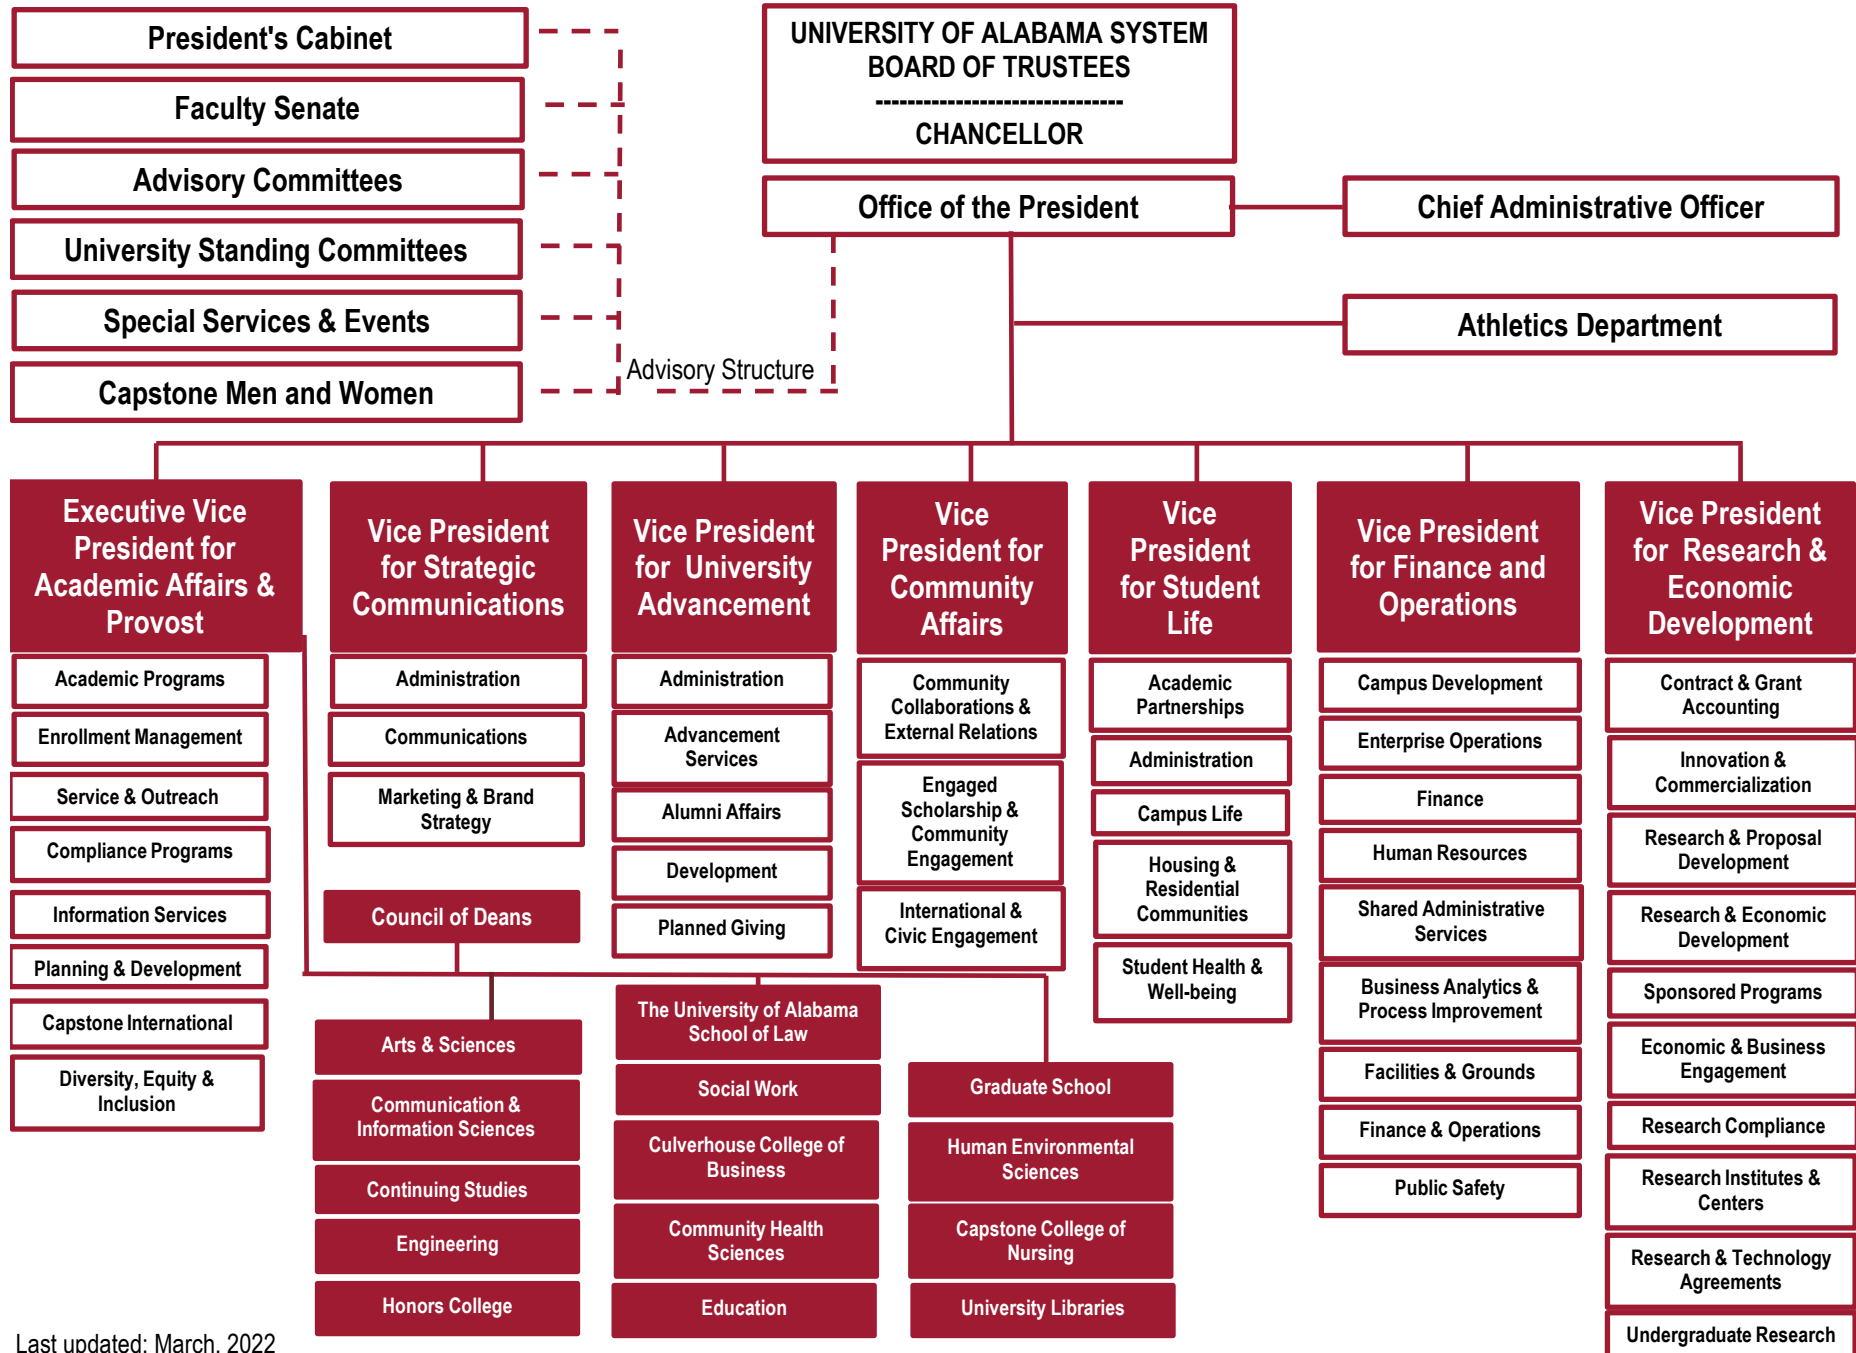 President's Cabinet
Faculty Senate
Advisory Committees
University Standing Committees
Special Services & Events
Capstone Men and Women
UNIVERSITY OF ALABAMA SYSTEM
BOARD OF TRUSTEES
-------------------------------
CHANCELLOR
Office of the President
Chief Administrative Officer
Athletics Department
Advisory Structure
Executive Vice
President for
Academic Affairs &
Provost
Academic Programs
Enrollment Management
Service & Outreach
Compliance Programs
Information Services
Planning & Development
Capstone International
Diversity, Equity &
Inclusion
Vice President
for Strategic
Communications
Administration
Communications
Marketing & Brand
Strategy
Vice President
for University
Advancement
Administration
Advancement
Services
Alumni Affairs
Development
Planned Giving
Vice
President for
Community
Affairs
Community
Collaborations &
External Relations
Engaged
Scholarship &
Community
Engagement
International &
Civic Engagement
Vice
President
for Student
Life
Academic
Partnerships
Administration
Campus Life
Housing &
Residential
Communities
Student Health &
Well-being
Vice President
for Finance and
Operations
Campus Development
Enterprise Operations
Finance
Human Resources
Shared Administrative
Services
Business Analytics &
Process Improvement
Facilities & Grounds
Finance & Operations
Public Safety
Vice President
for Research &
Economic
Development
Contract & Grant
Accounting
Innovation &
Commercialization
Research & Proposal
Development
Research & Economic
Development
Sponsored Programs
Economic & Business
Engagement
Research Compliance
Research Institutes &
Centers
Research & Technology
Agreements
Undergraduate Research
Council of Deans
Arts & Sciences
Communication &
Information Sciences
Continuing Studies
Engineering
Honors College
The University of Alabama
School of Law
Social Work
Culverhouse College of
Business
Community Health
Sciences
Education
Graduate School
Human Environmental
Sciences
Capstone College of
Nursing
University Libraries
Last updated: March, 2022